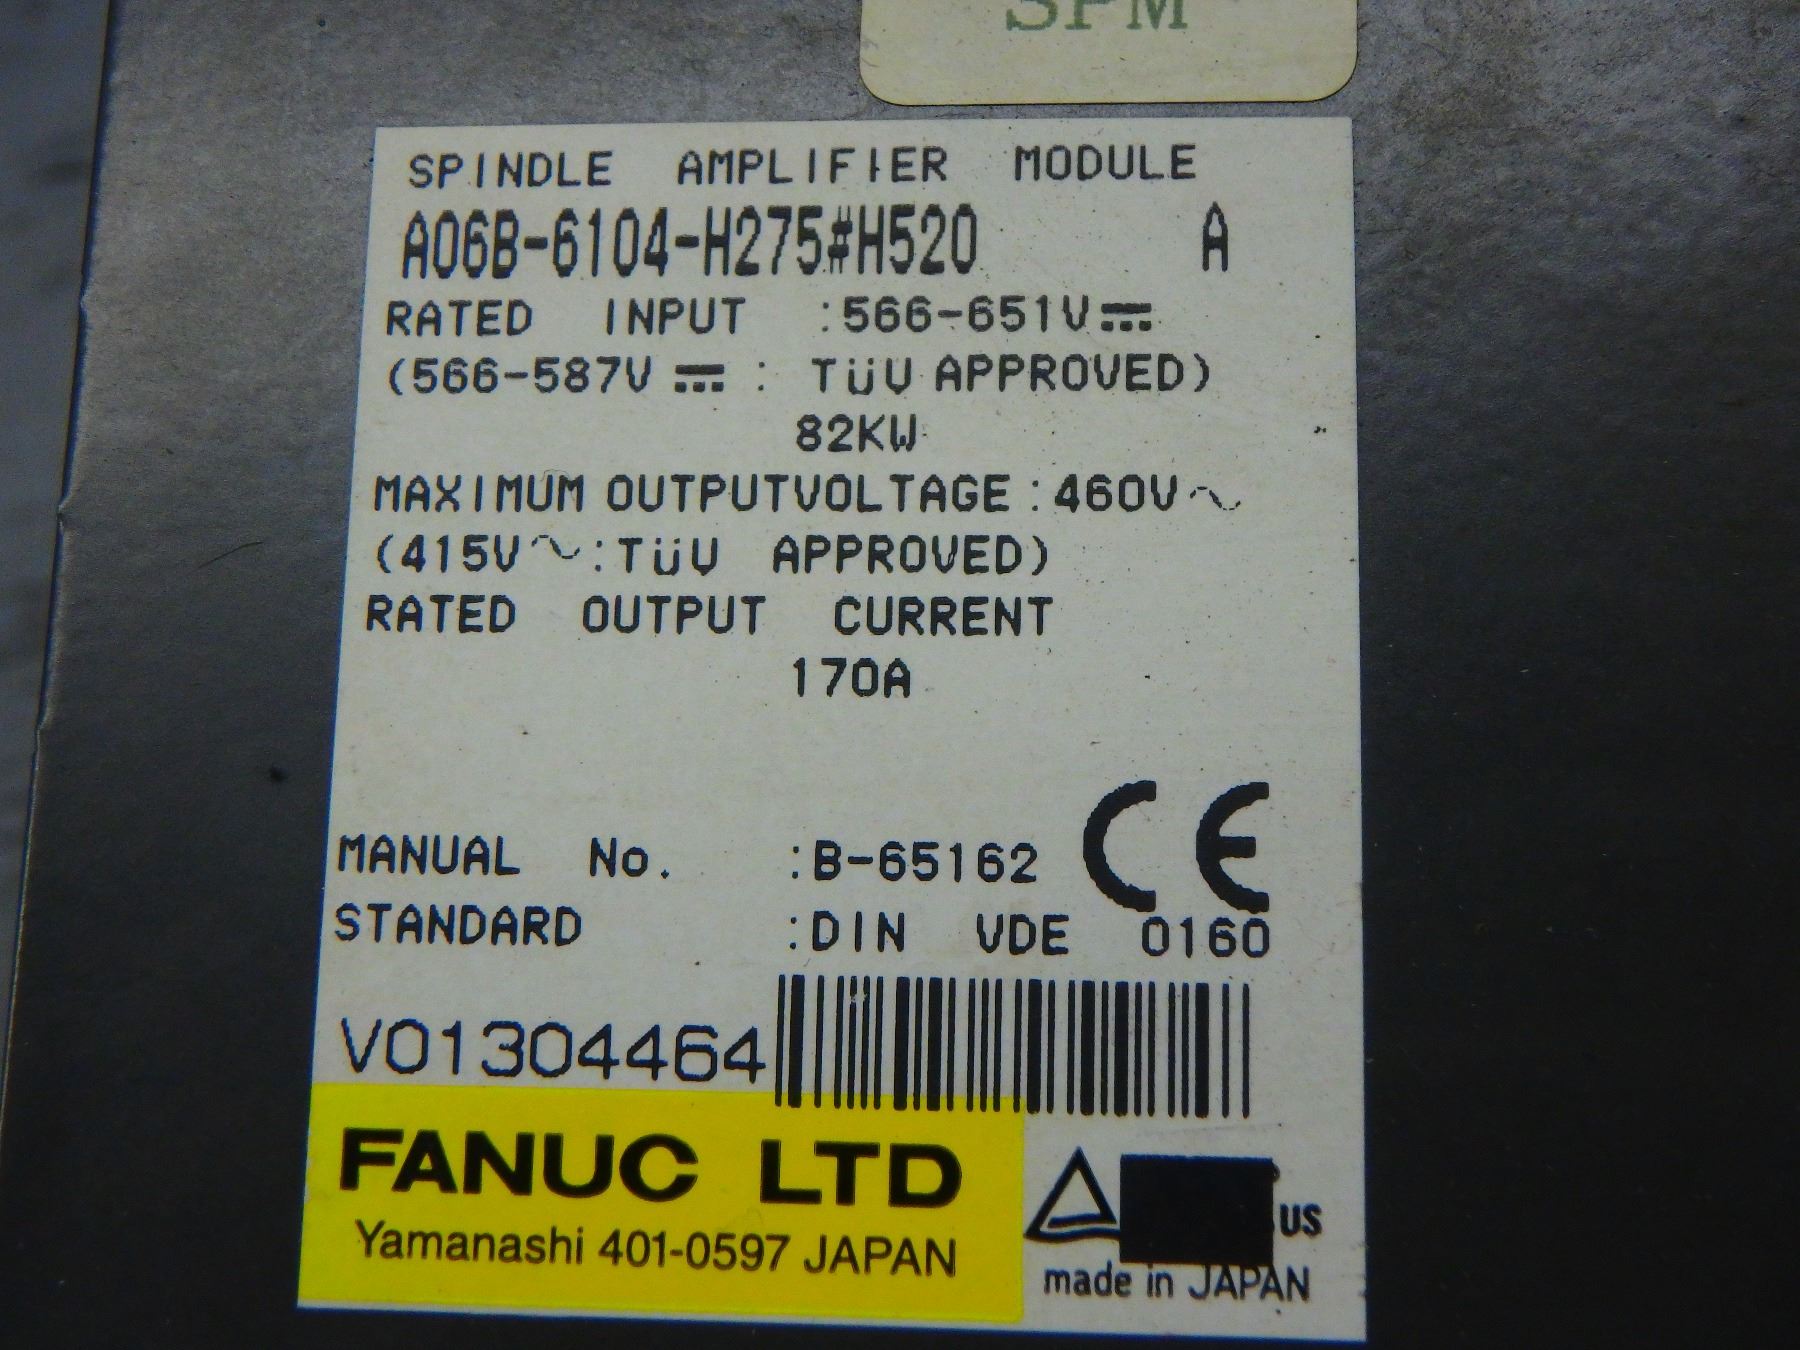 SPM
SPINDLE AMPLIFIER MODULE
A06B-6104-H275#H520 A
RATED INPUT :566-651V⎓
(566-587V⎓: TüV APPROVED)
82KW
MAXIMUM OUTPUTVOLTAGE:460V~
(415V~:TüV APPROVED)
RATED OUTPUT CURRENT
170A
MANUAL No. :B-65162 CE
STANDARD :DIN VDE 0160
V01304464
FANUC LTD
Yamanashi 401-0597 JAPAN
US
made in JAPAN